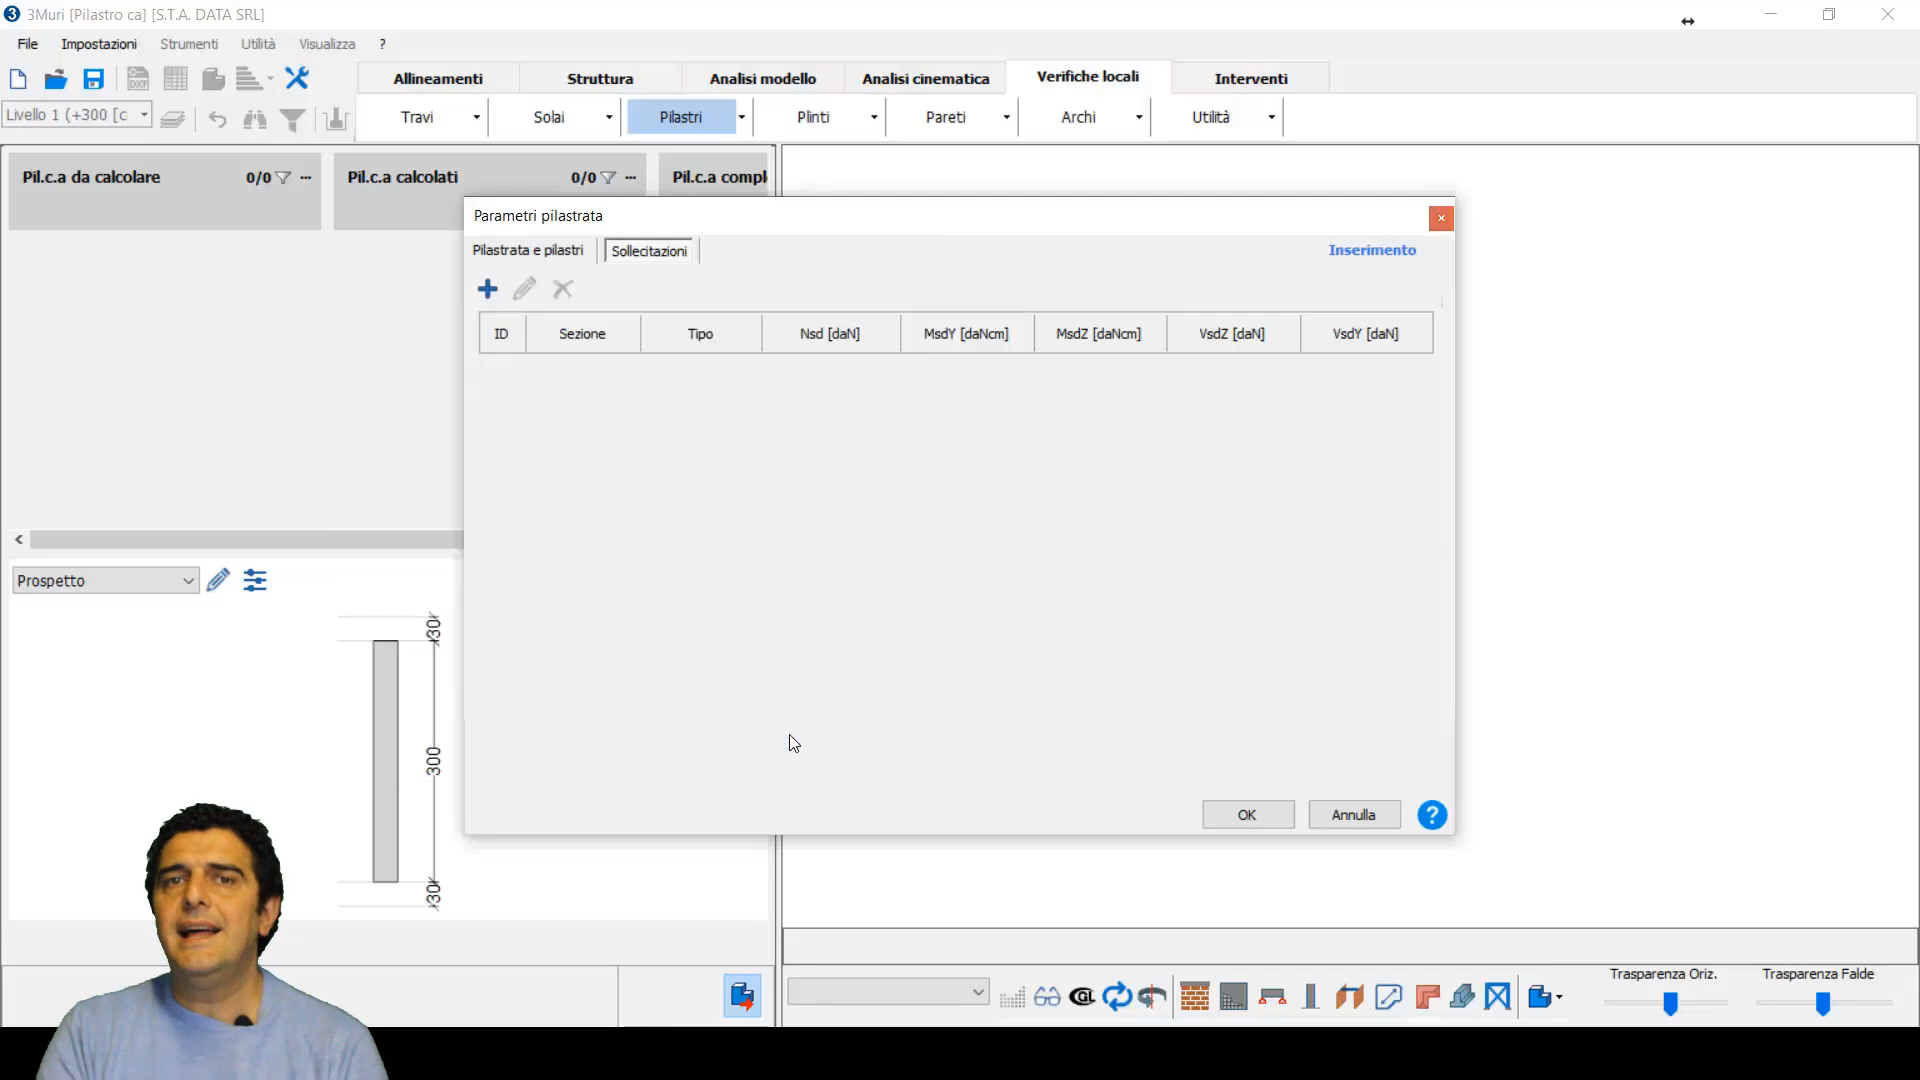 3Muri [Pilastro ca] [S.T.A. DATA SRL]
File Impostazioni Strumenti Utilità Visualizza ?
Allineamenti Struttura Analisi modello Analisi cinematica Verifiche locali Interventi
Livello 1 (+300 [c
Travi Solai Pilastri Plinti Pareti Archi Utilità
Pil.c.a da calcolare 0/0 ... Pil.c.a calcolati 0/0 ... Pil.c.a compl
Parametri pilastrata
Pilastrata e pilastri Sollecitazioni Inserimento
ID Sezione Tipo Nsd [daN] MsdY [daNcm] MsdZ [daNcm] VsdZ [daN] VsdY [daN]
Prospetto
30
300
30
OK Annulla ?
Trasparenza Oriz. Trasparenza Falde
GL
DXF